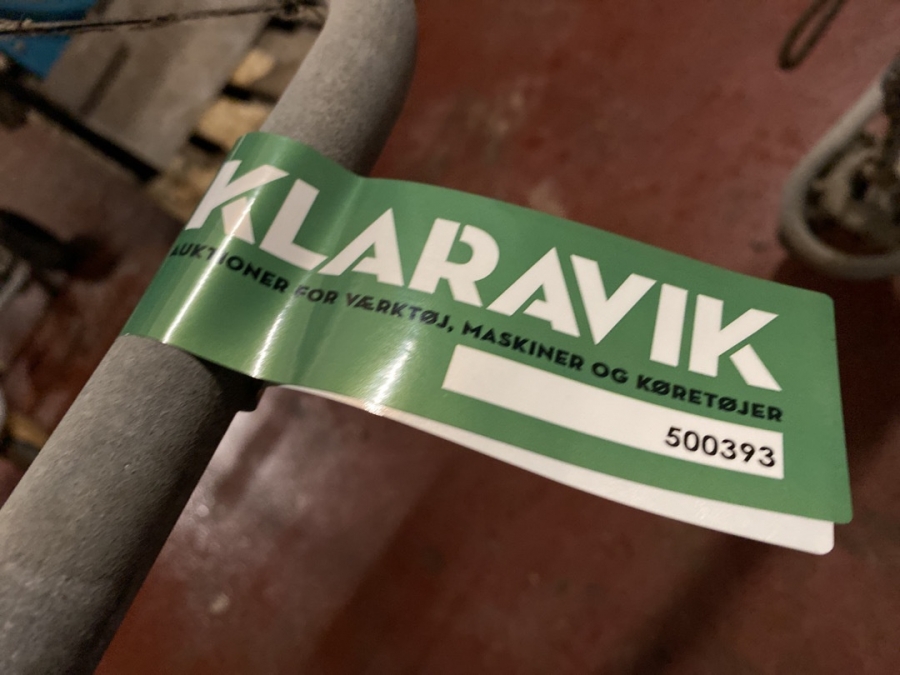 KLARAVIK
AUKTIONER FOR VÆRKTØJ, MASKINER OG KØRETØJER
500393